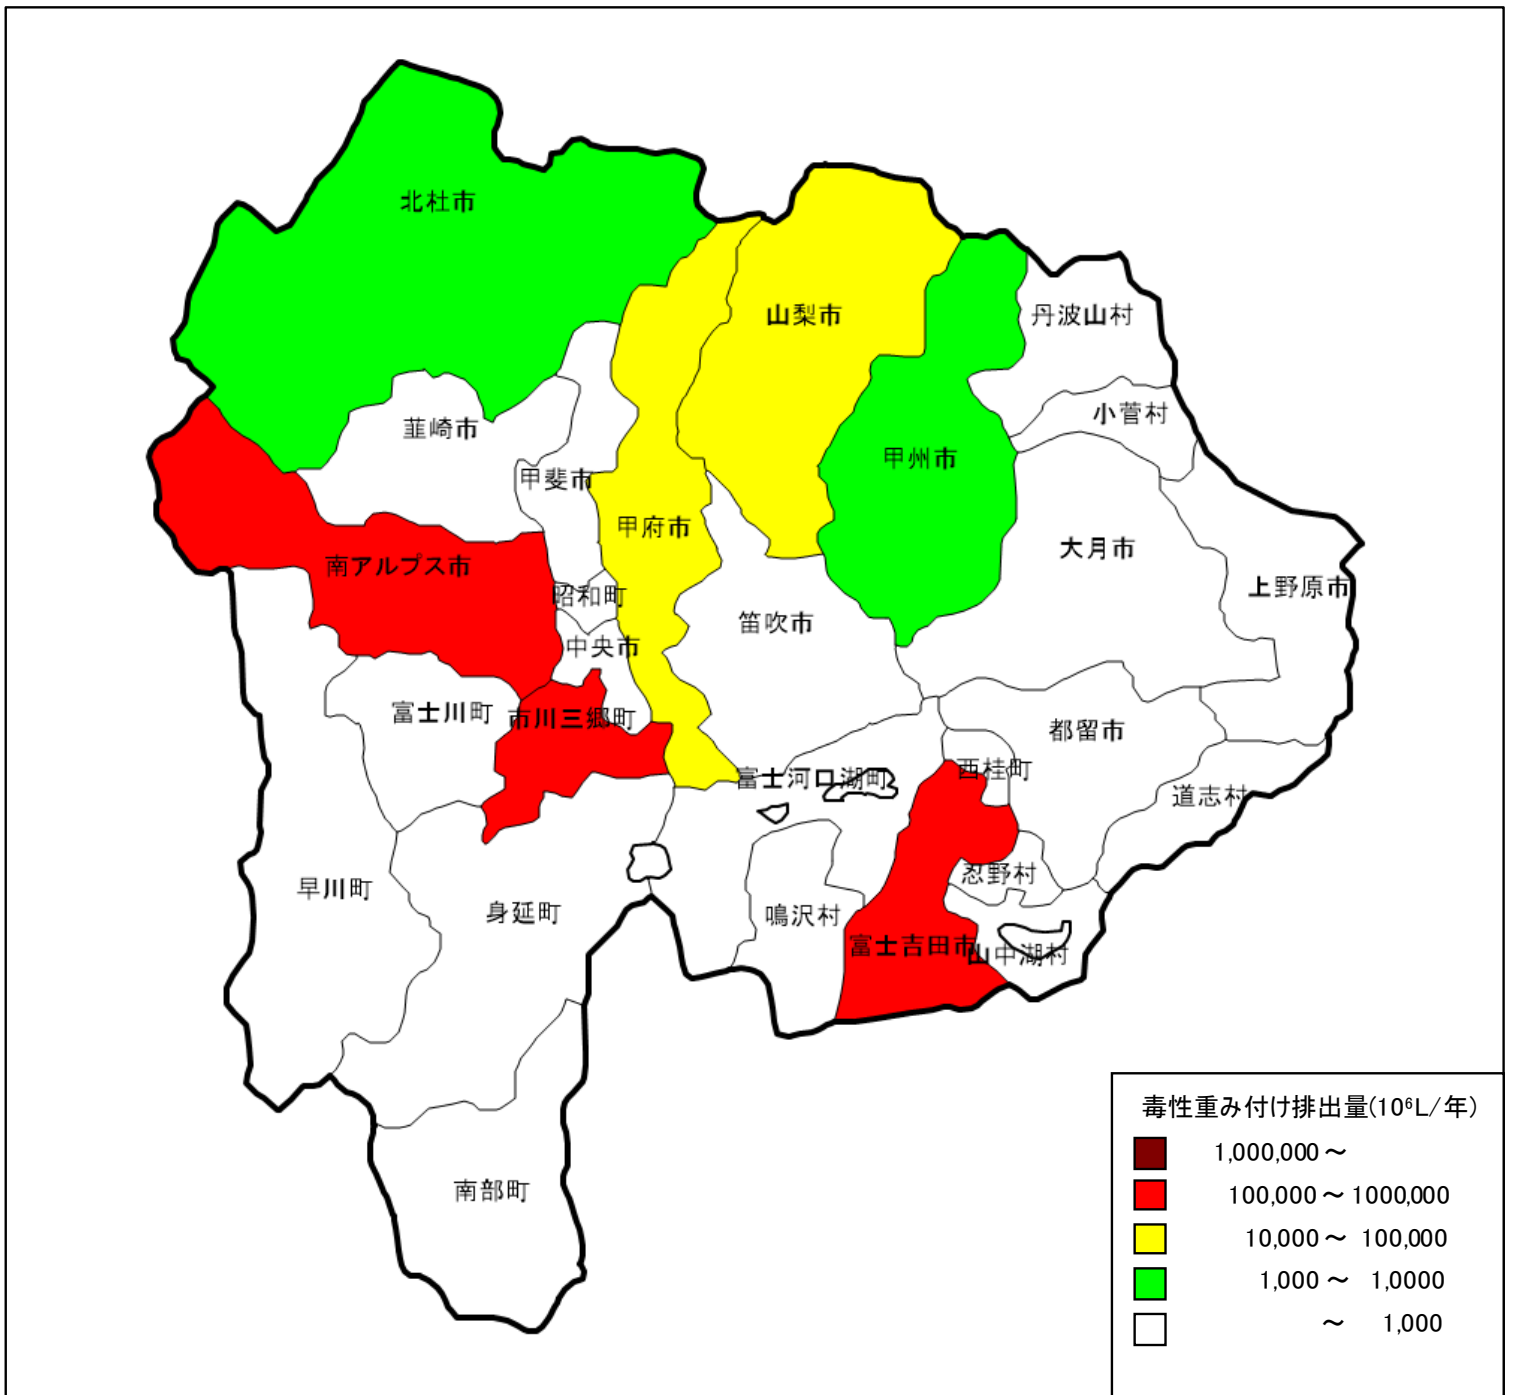 北杜市
山梨市
丹波山村
小菅村
韮崎市
甲州市
甲斐市
甲府市
大月市
南アルプス市
上野原市
昭和町
笛吹市
中央市
富士川町
市川三郷町
都留市
西桂町
富士河口湖町
道志村
忍野村
早川町
身延町
鳴沢村
富士吉田市
山中湖村
南部町
毒性重み付け排出量(10⁶L/年)
1,000,000～
100,000～1000,000
10,000～ 100,000
1,000～ 1,0000
～ 1,000